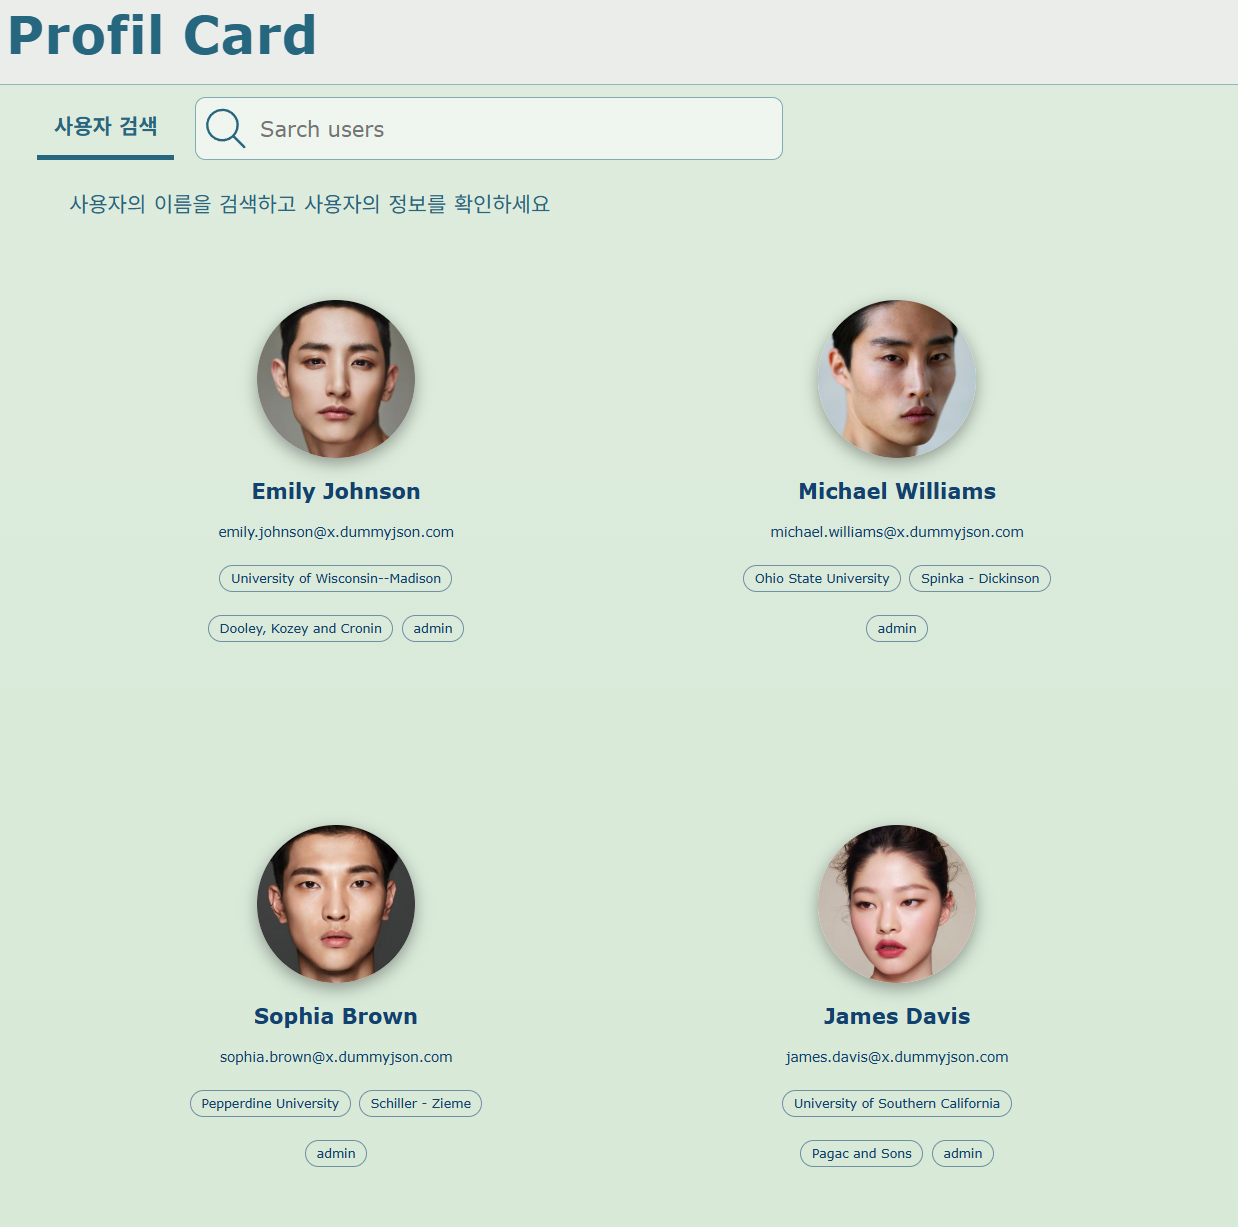 Profil Card
사용자 검색
Sarch users
사용자의 이름을 검색하고 사용자의 정보를 확인하세요
Emily Johnson
emily.johnson@x.dummyjson.com
University of Wisconsin--Madison
Dooley, Kozey and Cronin
admin
Michael Williams
michael.williams@x.dummyjson.com
Ohio State University
Spinka - Dickinson
admin
Sophia Brown
sophia.brown@x.dummyjson.com
Pepperdine University
Schiller - Zieme
admin
James Davis
james.davis@x.dummyjson.com
University of Southern California
Pagac and Sons
admin